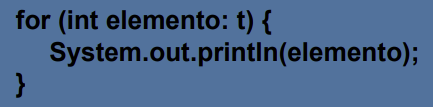 for (int elemento: t) {
System.out.println(elemento);
}